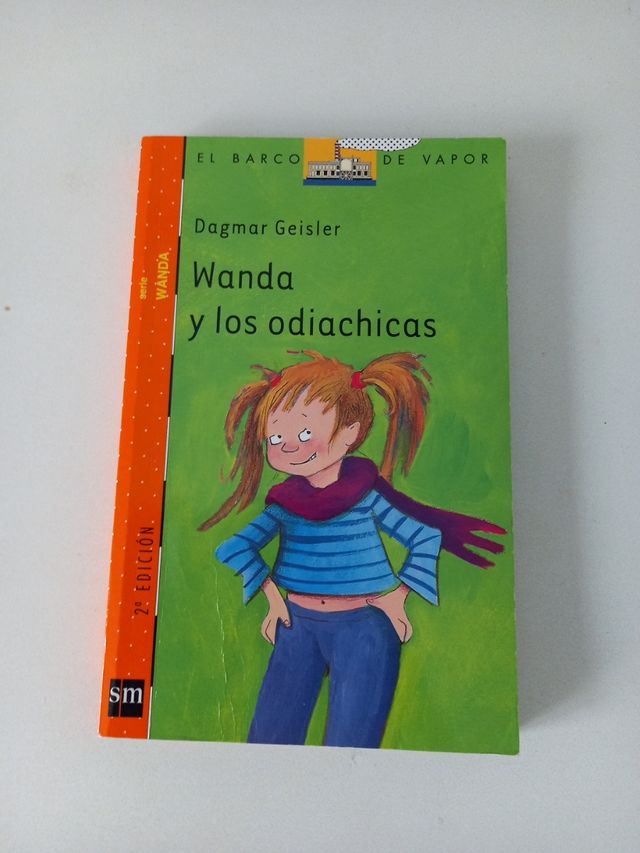 EL BARCO DE VAPOR
Dagmar Geisler
Wanda
y los odiachicas
serie
WANDA
2ª EDICIÓN
sm